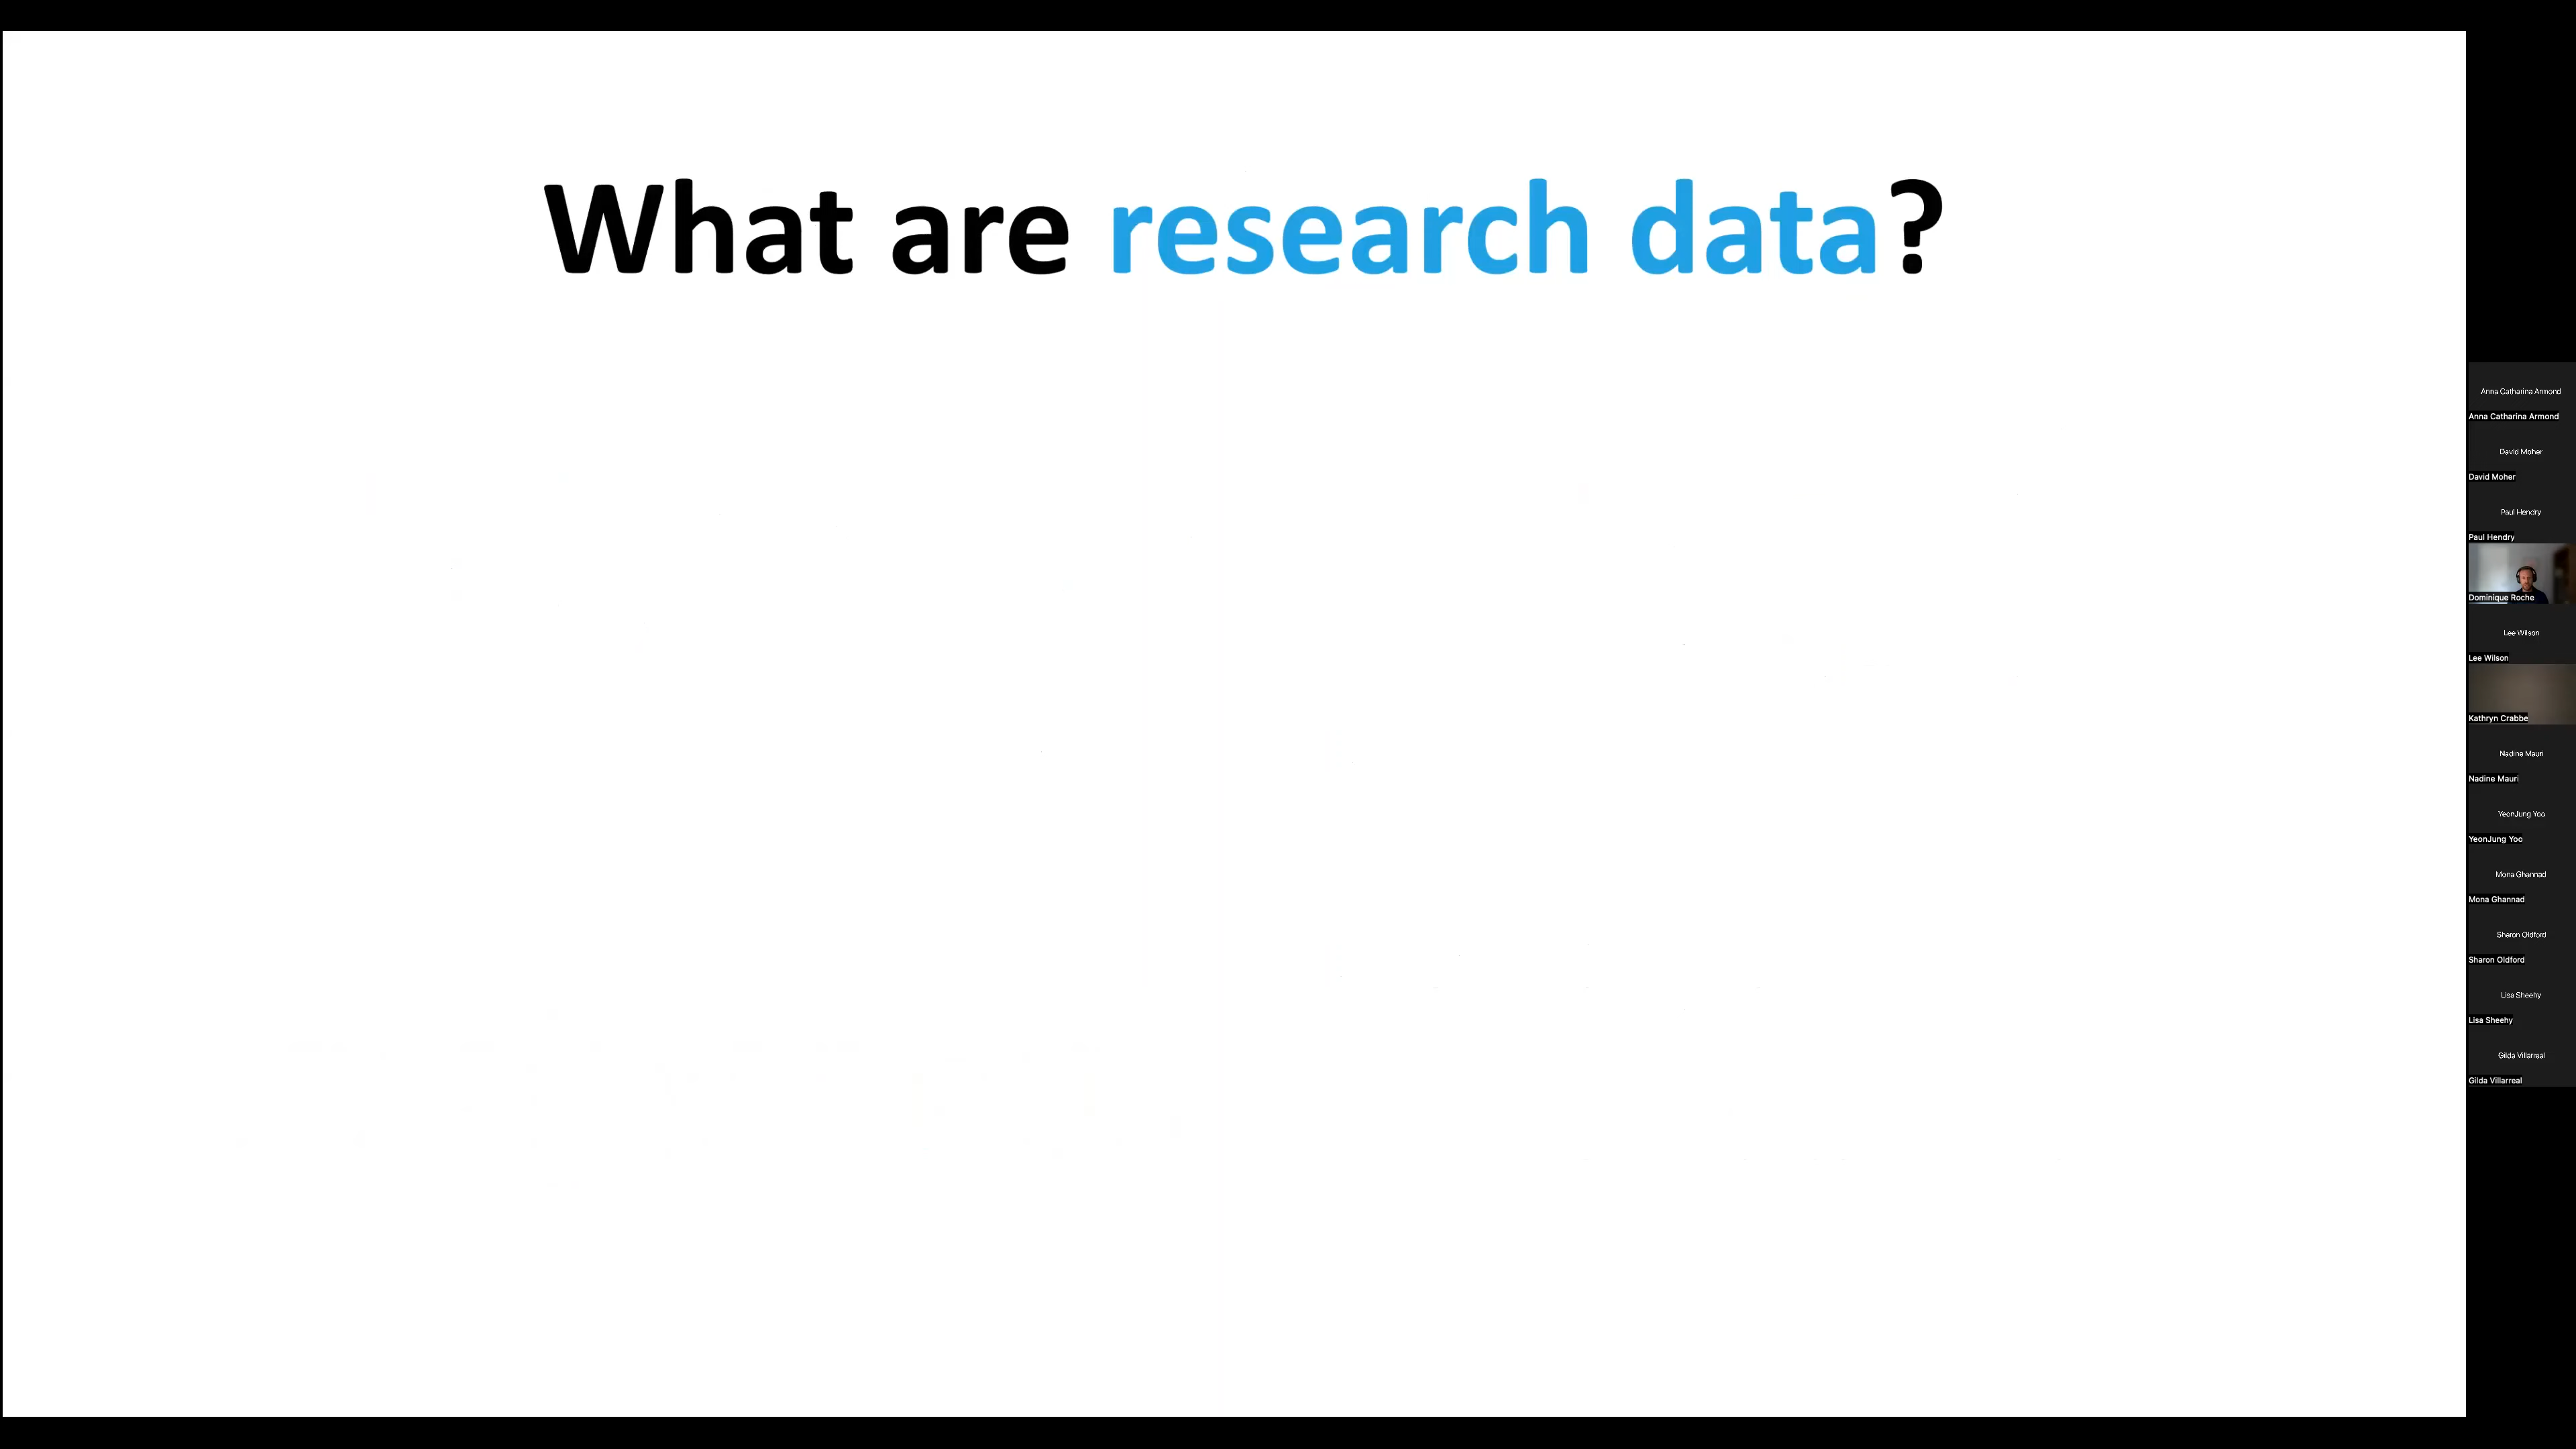 What are research data?
Anna Catharina Armond
Anna Catharina Armond
David Moher
David Moher
Paul Hendry
Paul Hendry
Dominique Roche
Lee Wilson
Lee Wilson
Kathryn Crabbe
Nadine Mauri
Nadine Mauri
YeonJung Yoo
YeonJung Yoo
Mona Ghannad
Mona Ghannad
Sharon Oldford
Sharon Oldford
Lisa Sheehy
Lisa Sheehy
Gilda Villarreal
Gilda Villarreal